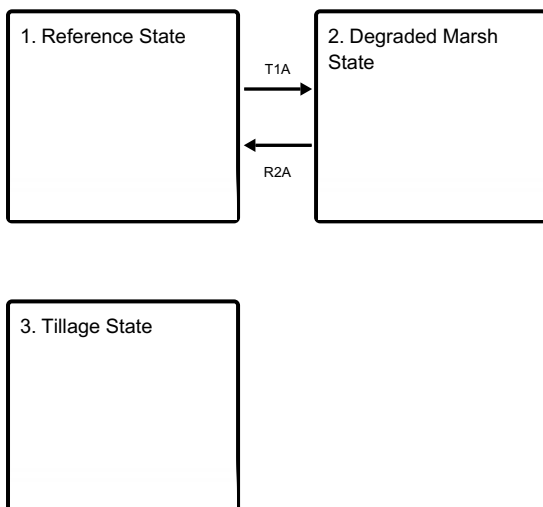 1. Reference State
T1A
2. Degraded Marsh
State
R2A
3. Tillage State